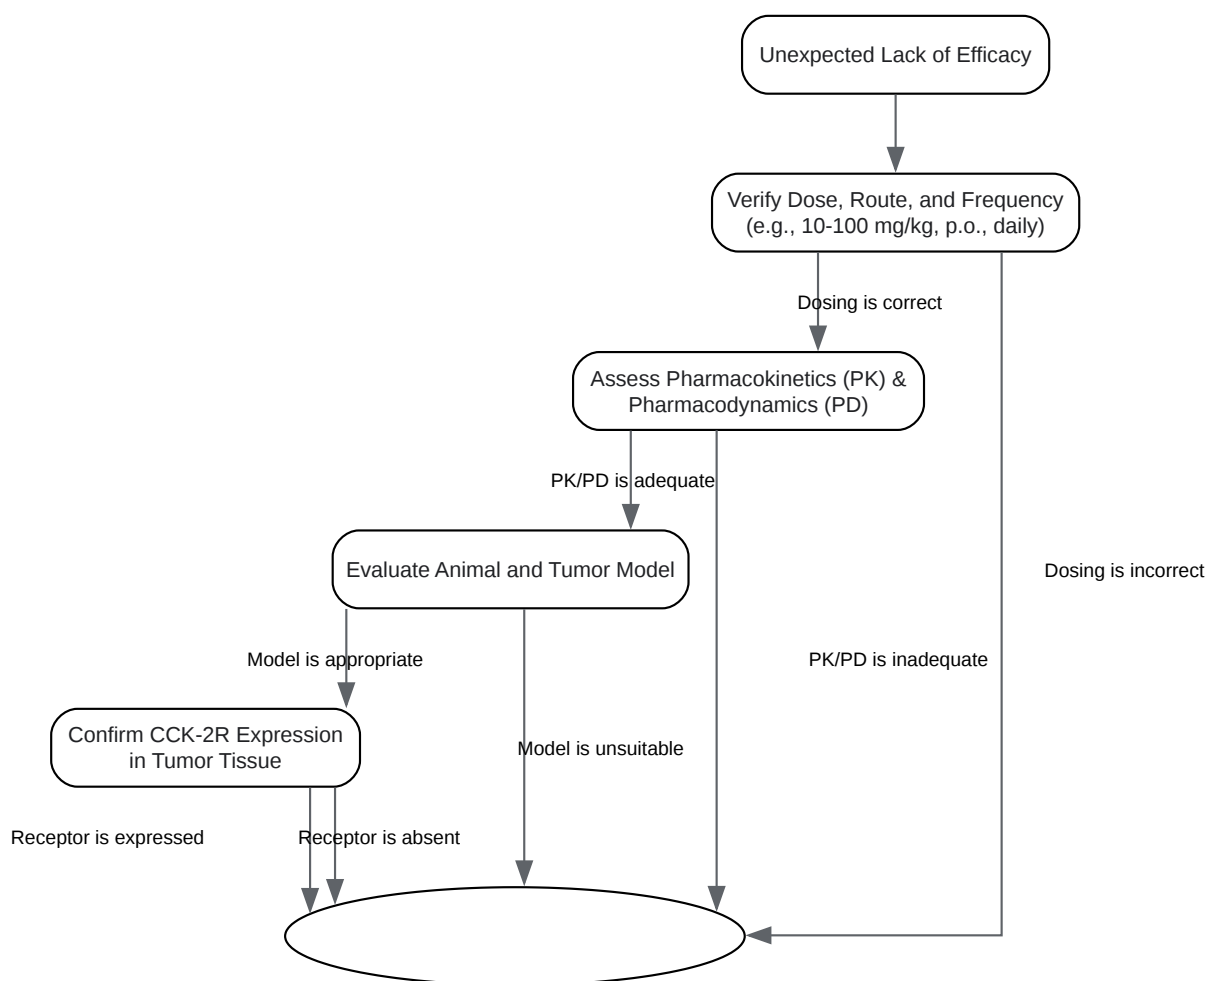 Unexpected Lack of Efficacy
Verify Dose, Route, and Frequency
(e.g., 10-100 mg/kg, p.o., daily)
Dosing is correct
Assess Pharmacokinetics (PK) &
Pharmacodynamics (PD)
PK/PD is adequate
Evaluate Animal and Tumor Model
Dosing is incorrect
Model is appropriate
PK/PD is inadequate
Confirm CCK-2R Expression
in Tumor Tissue
Model is unsuitable
Receptor is expressed
Receptor is absent